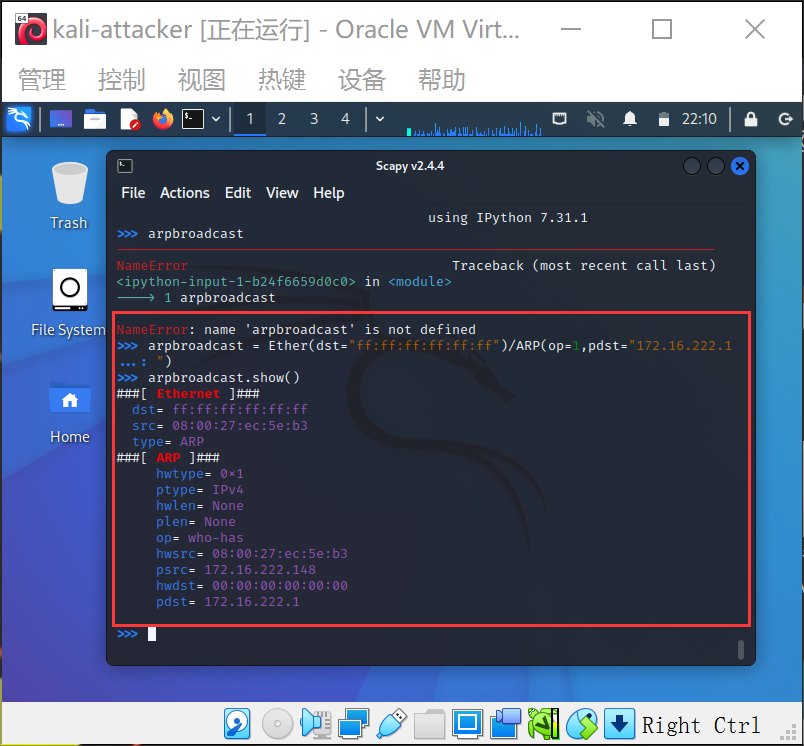 64
kali-attacker [正在运行] - Oracle VM Virt...
管理 控制 视图 热键 设备 帮助
1 2 3 4 22:10
Scapy v2.4.4
File Actions Edit View Help
Trash
File System
Home
using IPython 7.31.1
>>> arpbroadcast
NameError Traceback (most recent call last)
<ipython-input-1-b24f6659d0c0> in <module>
----> 1 arpbroadcast
NameError: name 'arpbroadcast' is not defined
>>> arpbroadcast = Ether(dst="ff:ff:ff:ff:ff:ff")/ARP(op=1,pdst="172.16.222.1
...: ")
>>> arpbroadcast.show()
###[ Ethernet ]###
dst= ff:ff:ff:ff:ff:ff
src= 08:00:27:ec:5e:b3
type= ARP
###[ ARP ]###
hwtype= 0×1
ptype= IPv4
hwlen= None
plen= None
op= who-has
hwsrc= 08:00:27:ec:5e:b3
psrc= 172.16.222.148
hwdst= 00:00:00:00:00:00
pdst= 172.16.222.1
>>>
Right Ctrl